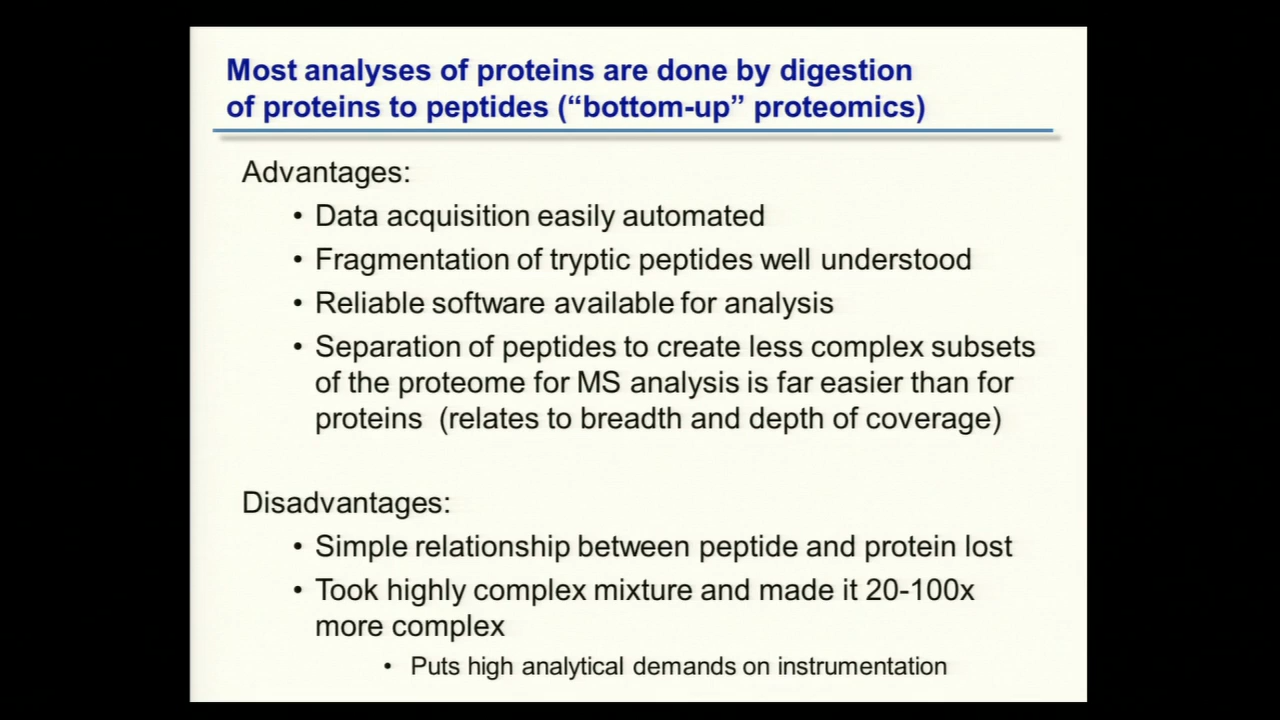 Most analyses of proteins are done by digestion
of proteins to peptides (“bottom-up” proteomics)
Advantages:
• Data acquisition easily automated
• Fragmentation of tryptic peptides well understood
• Reliable software available for analysis
• Separation of peptides to create less complex subsets
of the proteome for MS analysis is far easier than for
proteins (relates to breadth and depth of coverage)
Disadvantages:
• Simple relationship between peptide and protein lost
• Took highly complex mixture and made it 20-100x
more complex
• Puts high analytical demands on instrumentation